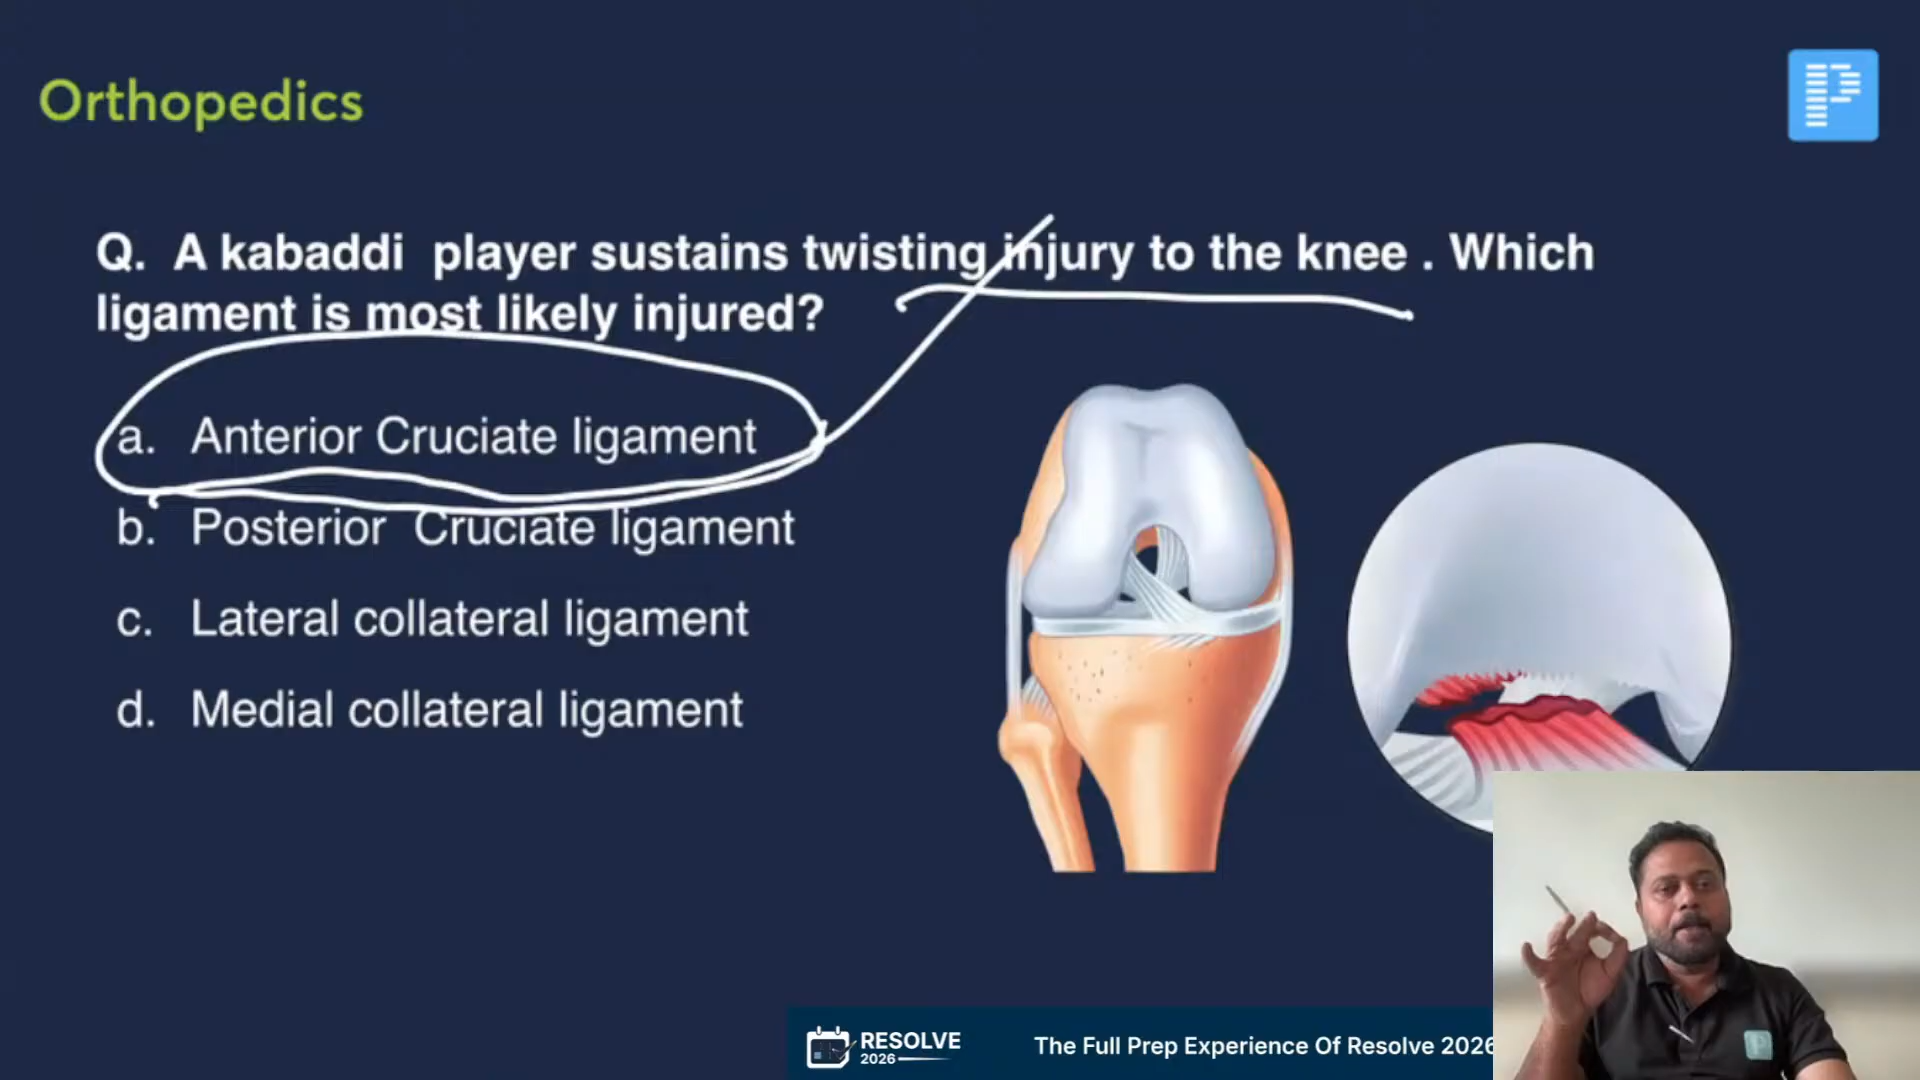 Orthopedics
Q. A kabaddi player sustains twisting injury to the knee . Which
ligament is most likely injured?
a. Anterior Cruciate ligament
b. Posterior Cruciate ligament
c. Lateral collateral ligament
d. Medial collateral ligament
RESOLVE
2026
The Full Prep Experience Of Resolve 2026